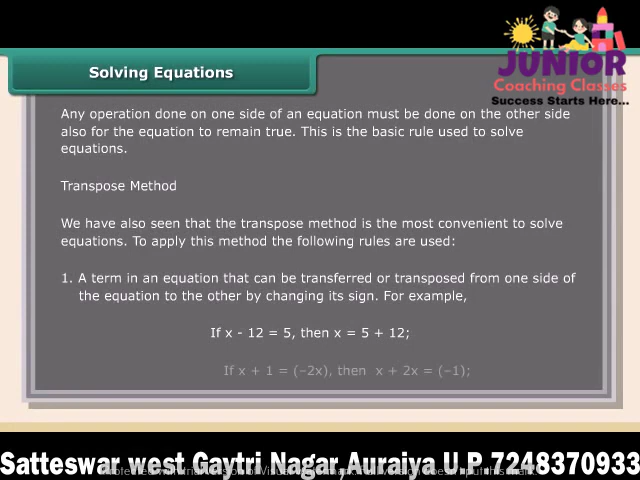 JUNIOR
Coaching Classes
Success Starts Here...
Solving Equations
Any operation done on one side of an equation must be done on the other side
also for the equation to remain true. This is the basic rule used to solve
equations.
Transpose Method
We have also seen that the transpose method is the most convenient to solve
equations. To apply this method the following rules are used:
1. A term in an equation that can be transferred or transposed from one side of
the equation to the other by changing its sign. For example,
If x - 12 = 5, then x = 5 + 12;
If x + 1 = (–2x), then x + 2x = (–1);
Satteswar west Gaytri Nagar,Auraiya U.P.7248370933